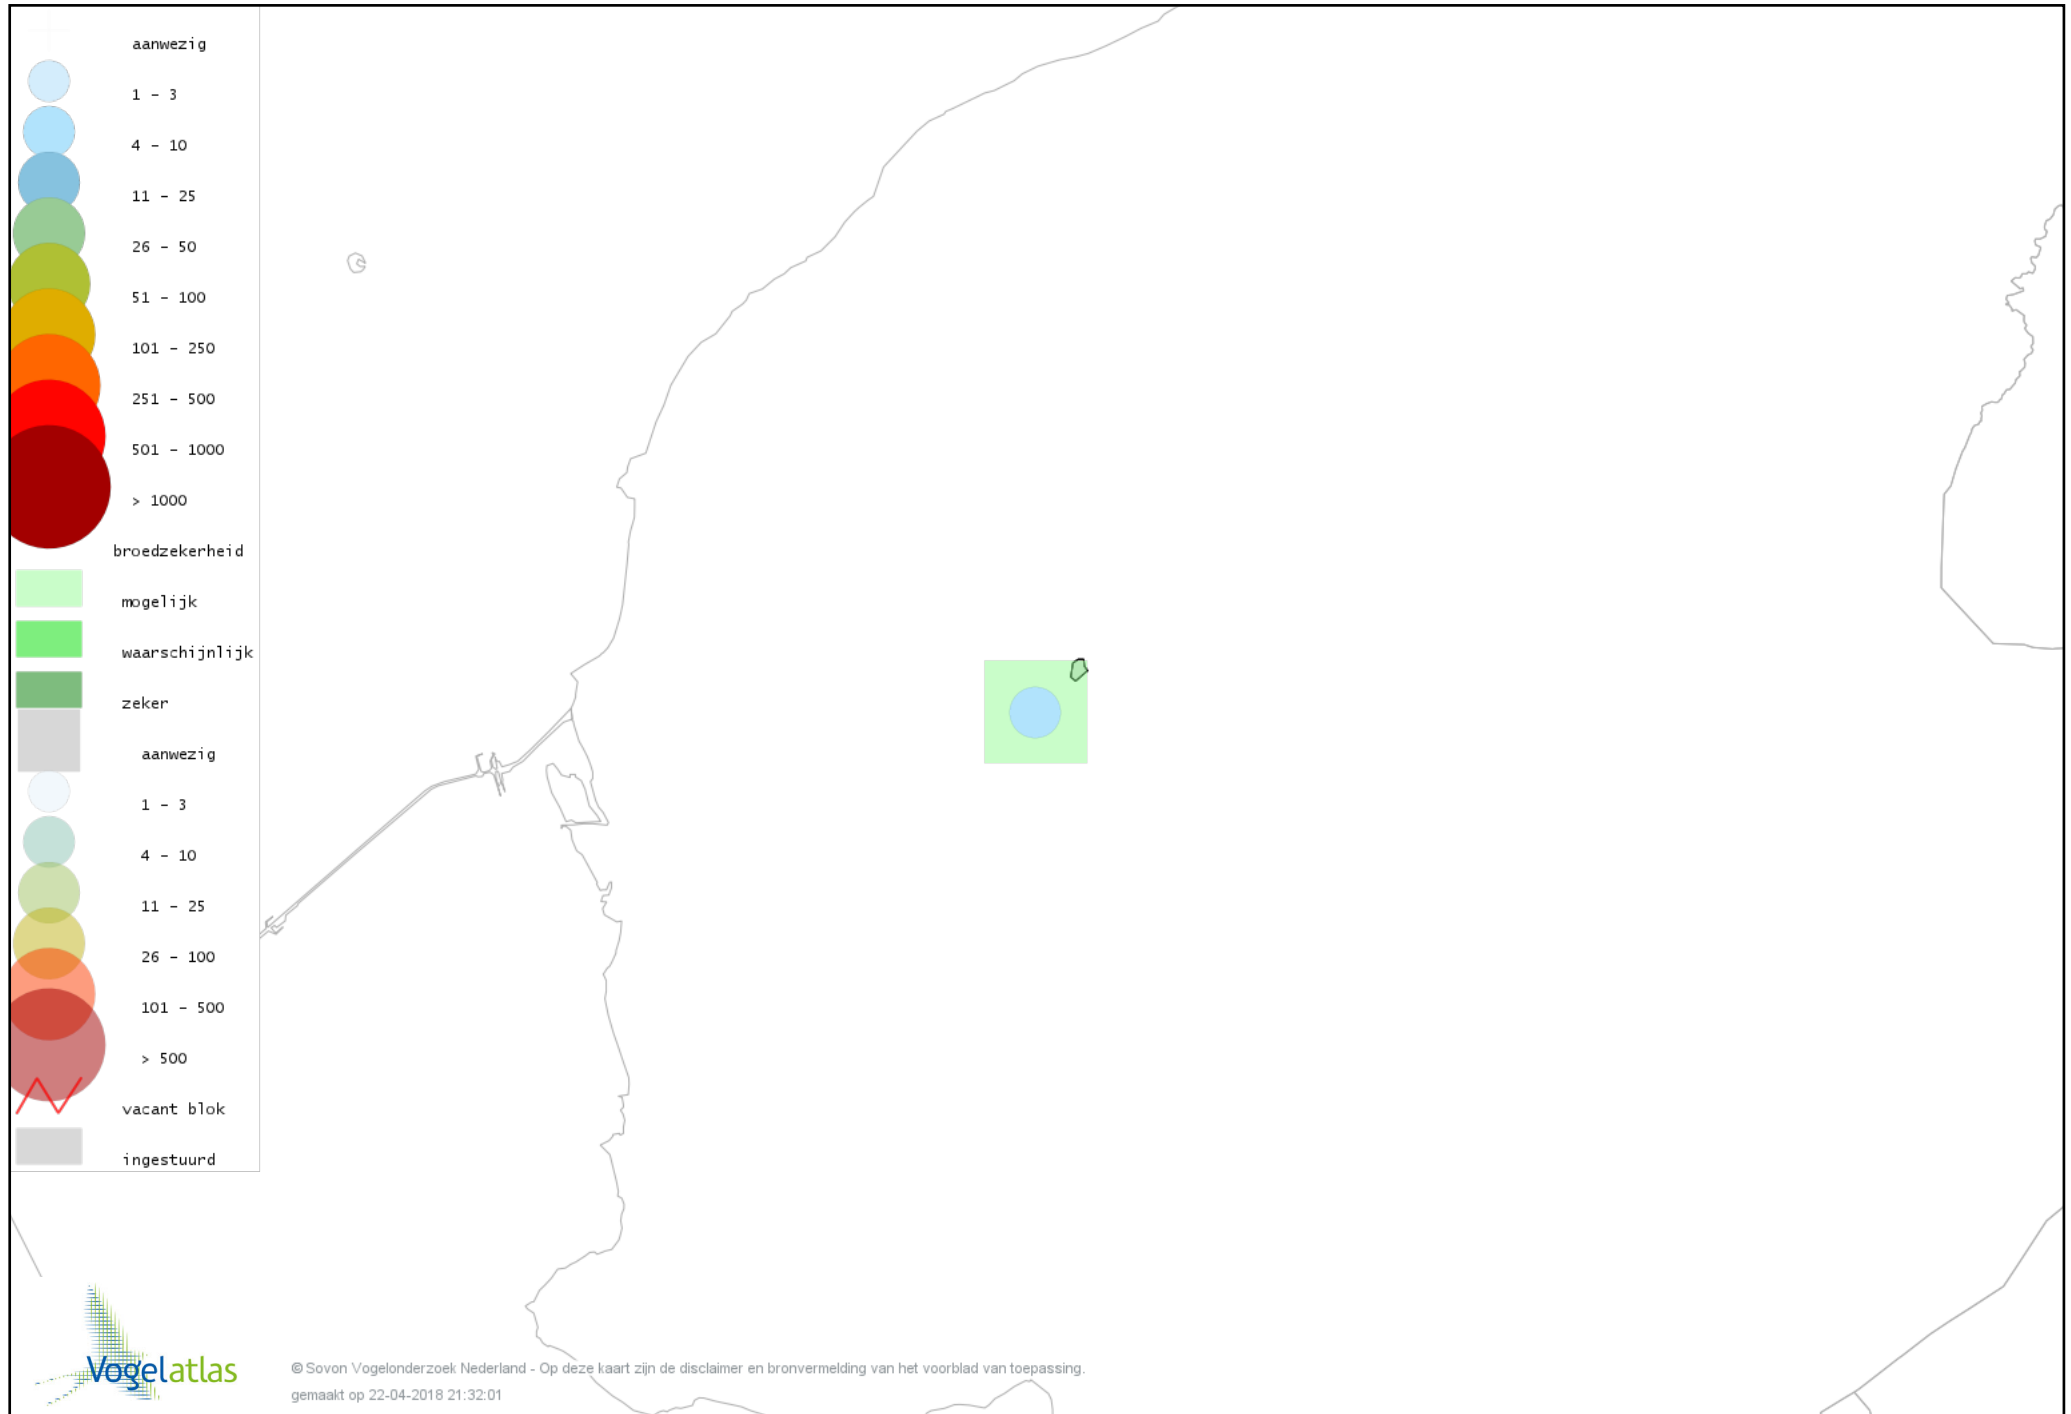 aanwezig
1 - 3
4 - 10
11 - 25
26 - 50
51 - 100
101 - 250
251 - 500
501 - 1000
> 1000
broedzekerheid
mogelijk
waarschijnlijk
zeker
aanwezig
1 - 3
4 - 10
11 - 25
26 - 100
101 - 500
> 500
vacant blok
ingestuurd
Vogelatlas
© Sovon Vogelonderzoek Nederland - Op deze kaart zijn de disclaimer en bronvermelding van het voorblad van toepassing.
gemaakt op 22-04-2018 21:32:01